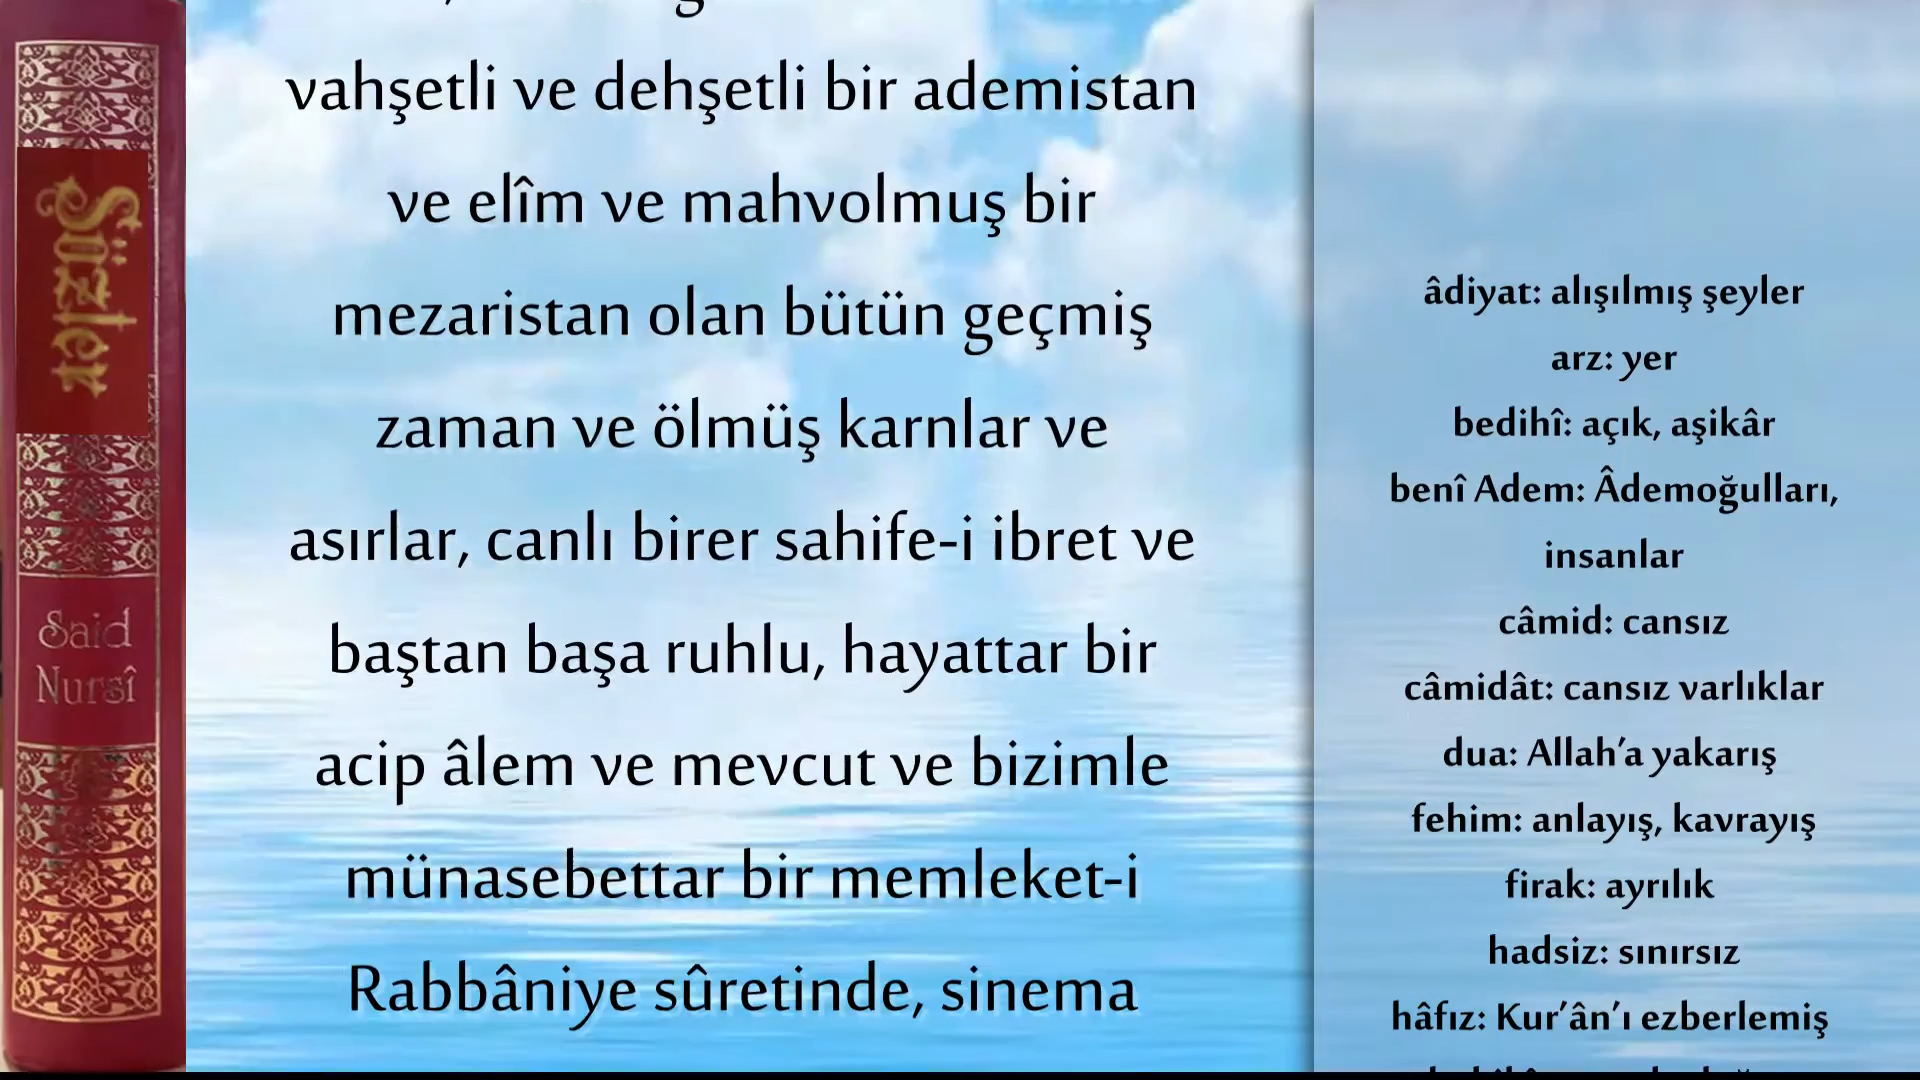 Sözler
Said
Nursî
vahşetli ve dehşetli bir ademistan
ve elîm ve mahvolmuş bir
mezaristan olan bütün geçmiş
zaman ve ölmüş karnlar ve
asırlar, canlı birer sahife-i ibret ve
baştan başa ruhlu, hayattar bir
acip âlem ve mevcut ve bizimle
münasebettar bir memleket-i
Rabbâniye sûretinde, sinema
âdiyat: alışılmış şeyler
arz: yer
bedihî: açık, aşikâr
benî Adem: Âdemoğulları,
insanlar
câmid: cansız
câmidât: cansız varlıklar
dua: Allah’a yakarış
fehim: anlayış, kavrayış
firak: ayrılık
hadsiz: sınırsız
hâfız: Kur’ân’ı ezberlemiş